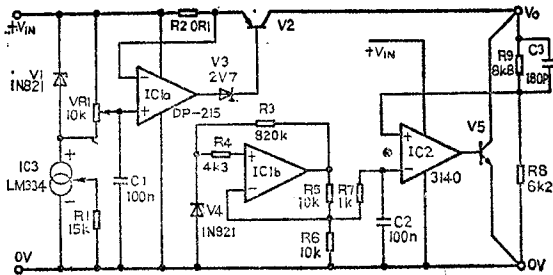 +VIN
R2 0R1
V2
Vo
V1
1N821
VR1
10k
IC1a
DP-215
V3
2V7
+VIN
R9
8k8
C3
180P
R3
820k
R4
4k3
IC1b
IC2
3140
V5
IC3
LM334
R1
15k
C1
100n
V4
1N821
R5
10k
R7
1k
R6
10k
C2
100n
R8
6k2
0V
0V